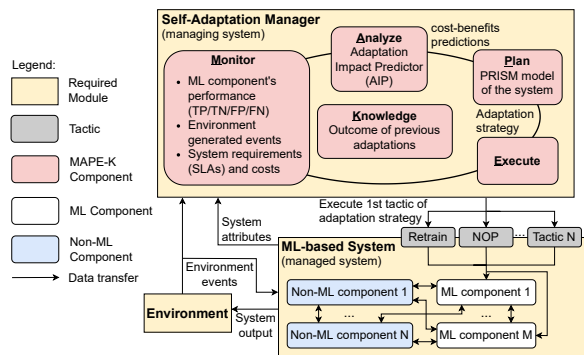 Self-Adaptation Manager
(managing system)
Monitor
• ML component's
performance
(TP/TN/FP/FN)
• Environment
generated events
• System requirements
(SLAs) and costs
Analyze
Adaptation
Impact Predictor
(AIP)
cost-benefits
predictions
Plan
PRISM model
of the system
Knowledge
Outcome of previous
adaptations
Adaptation
strategy
Execute
Legend:
Required
Module
Tactic
MAPE-K
Component
ML Component
Non-ML
Component
Data transfer
Execute 1st tactic of
adaptation strategy
System
attributes
Retrain
NOP
...
Tactic N
ML-based System
(managed system)
Environment
events
Non-ML component 1
ML component 1
...
...
Non-ML component N
ML component M
Environment
System
output